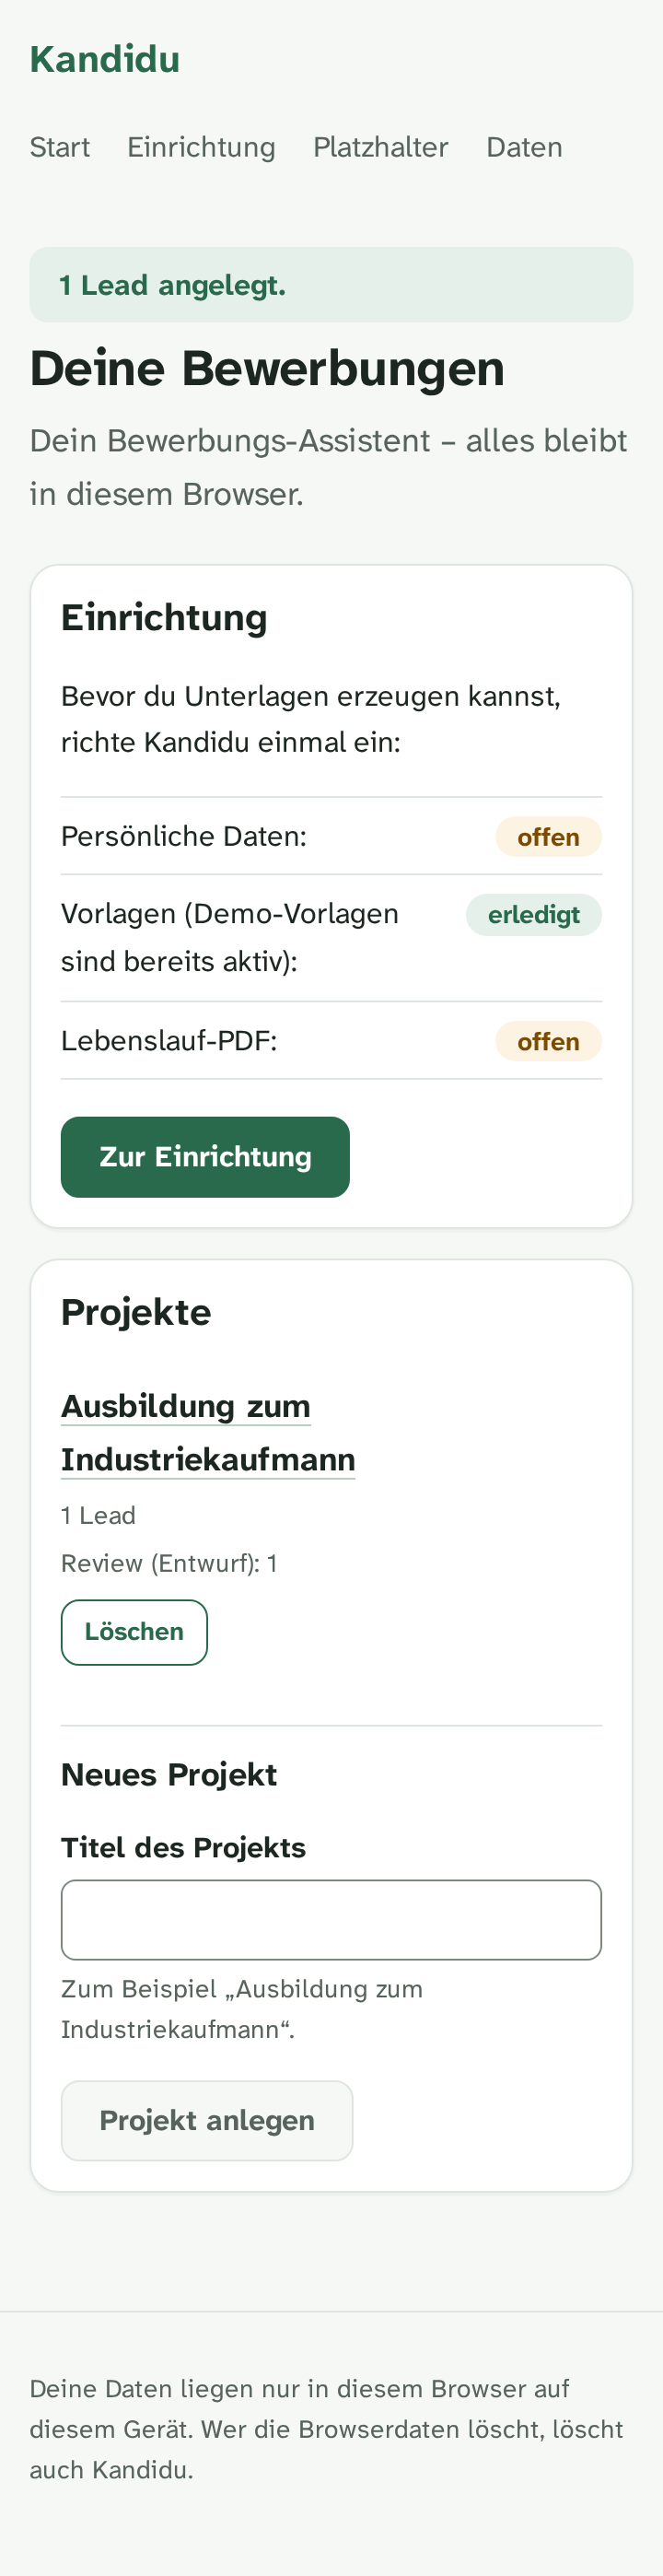 Kandidu
Start Einrichtung Platzhalter Daten
1 Lead angelegt.
Deine Bewerbungen
Dein Bewerbungs-Assistent – alles bleibt
in diesem Browser.
Einrichtung
Bevor du Unterlagen erzeugen kannst,
richte Kandidu einmal ein:
Persönliche Daten: offen
Vorlagen (Demo-Vorlagen erledigt
sind bereits aktiv):
Lebenslauf-PDF: offen
Zur Einrichtung
Projekte
Ausbildung zum
Industriekaufmann
1 Lead
Review (Entwurf): 1
Löschen
Neues Projekt
Titel des Projekts
Zum Beispiel „Ausbildung zum
Industriekaufmann“.
Projekt anlegen
Deine Daten liegen nur in diesem Browser auf
diesem Gerät. Wer die Browserdaten löscht, löscht
auch Kandidu.